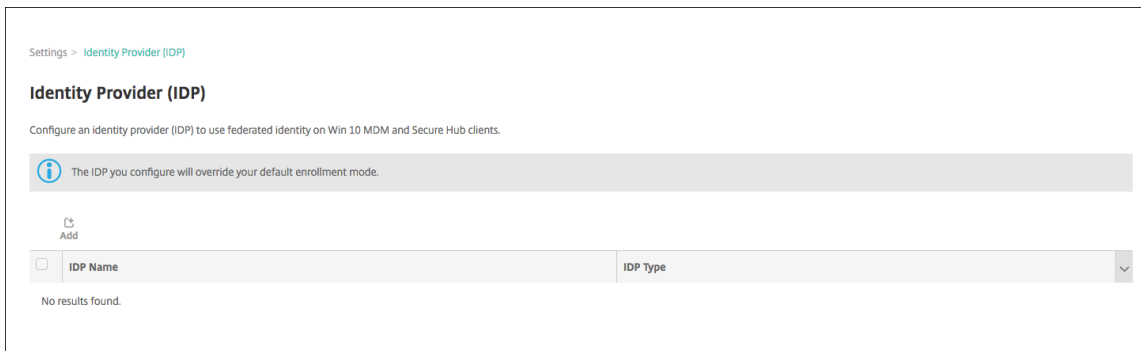 Settings > Identity Provider (IDP)
Identity Provider (IDP)
Configure an identity provider (IDP) to use federated identity on Win 10 MDM and Secure Hub clients.
The IDP you configure will override your default enrollment mode.
Add
IDP Name IDP Type
No results found.